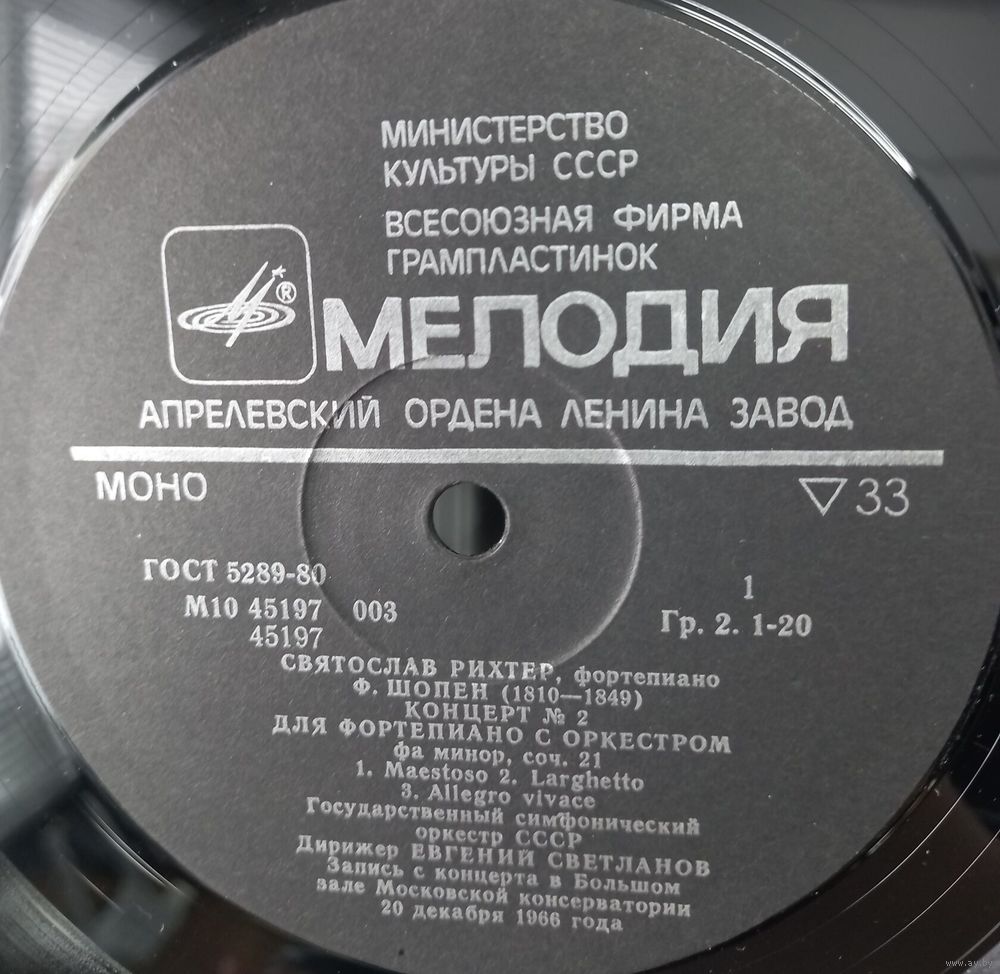 МИНИСТЕРСТВО
КУЛЬТУРЫ СССР
ВСЕСОЮЗНАЯ ФИРМА
ГРАМПЛАСТИНОК
®
МЕЛОДИЯ
АПРЕЛЕВСКИЙ ОРДЕНА ЛЕНИНА ЗАВОД
МОНО
▽33
ГОСТ 5289-80
М10 45197 003
45197
1
Гр. 2. 1-20
СВЯТОСЛАВ РИХТЕР, фортепиано
Ф. ШОПЕН (1810—1849)
КОНЦЕРТ № 2
ДЛЯ ФОРТЕПИАНО С ОРКЕСТРОМ
фа минор, соч. 21
1. Maestoso 2. Larghetto
3. Allegro vivace
Государственный симфонический
оркестр СССР
Дирижер ЕВГЕНИЙ СВЕТЛАНОВ
Запись с концерта в Большом
зале Московской консерватории
20 декабря 1966 года
www.ay.by